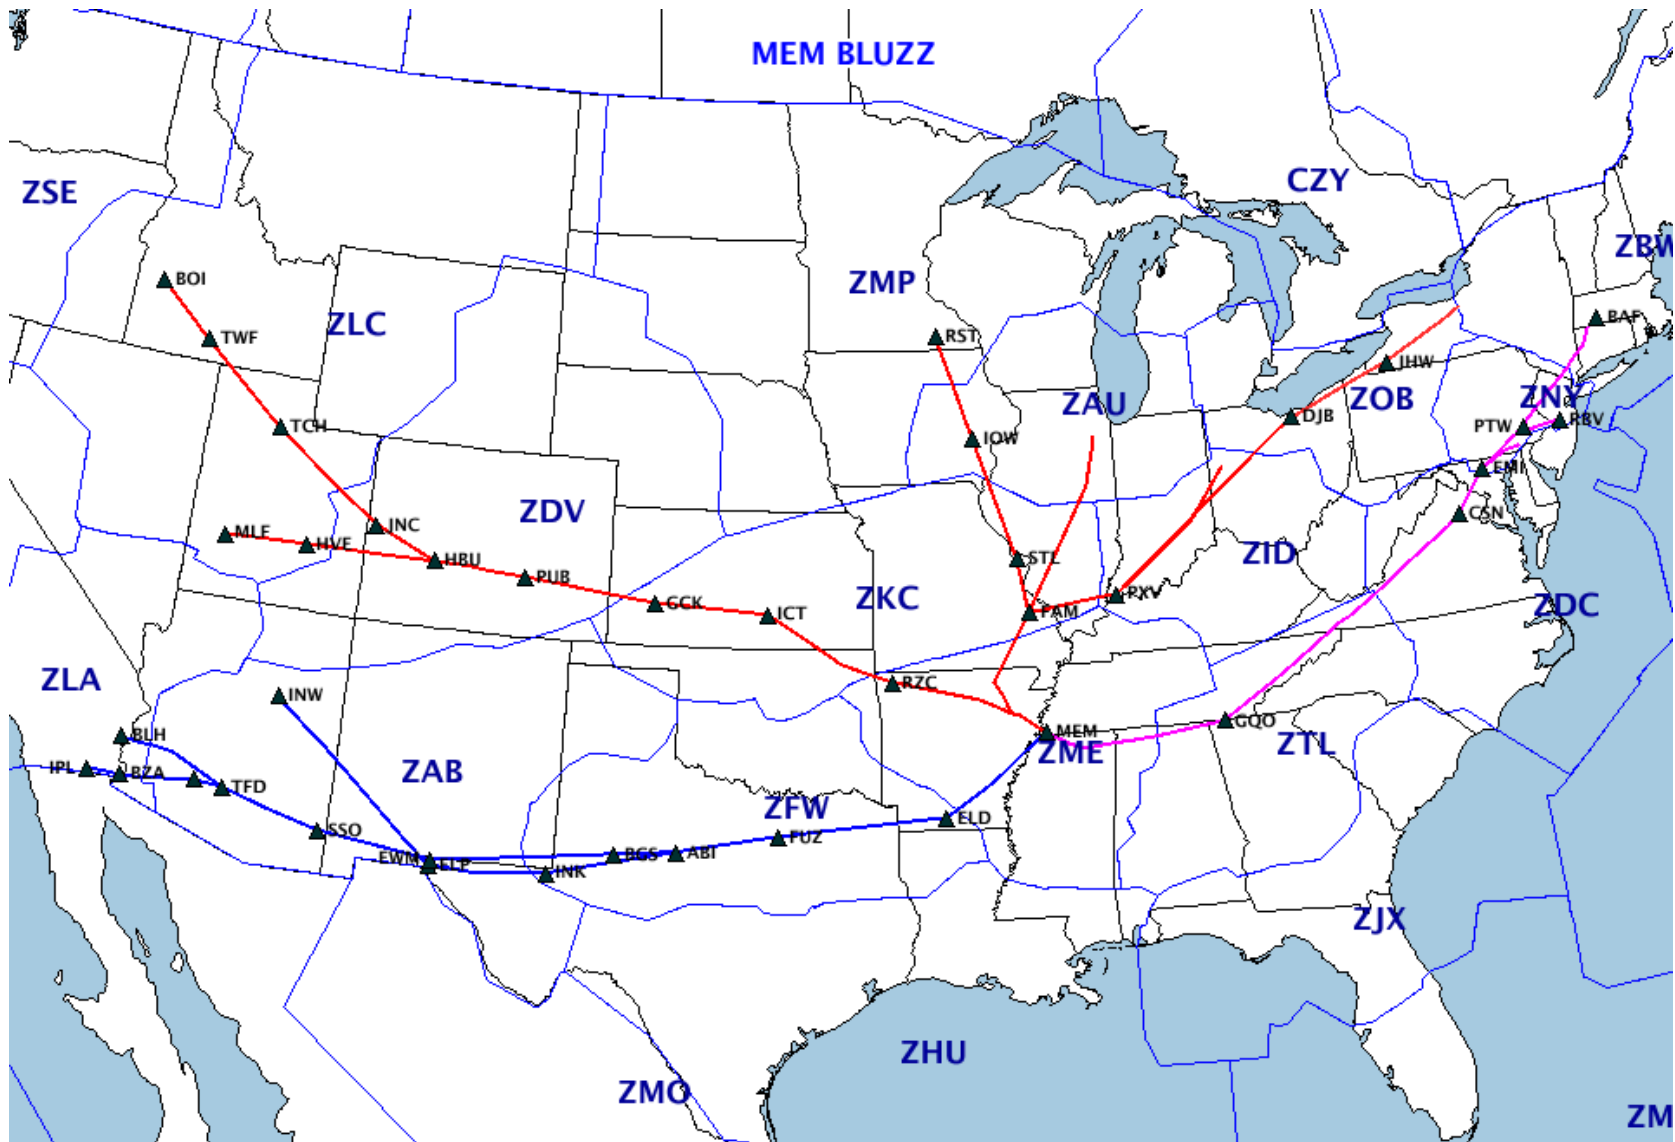 MEM BLUZZ
CZY
ZSE
ZBW
BOI
ZMP
BAF
ZLC
TWF
RST
JHW
ZAU
ZOB
ZNY
DJB
RBV
TCH
IOW
PTW
EMI
ZDV
INC
CSN
MLF
HVE
HBU
STL
ZID
PUB
ZKC
PXV
GCK
ICT
FAM
ZDC
ZLA
INW
RZC
GQO
BLH
MEM
ZTL
ZME
IPL
BZA
ZAB
TFD
ZFW
SSO
ELD
FUZ
EWM
ELP
BGS
ABI
INK
ZJX
ZHU
ZMO
ZM